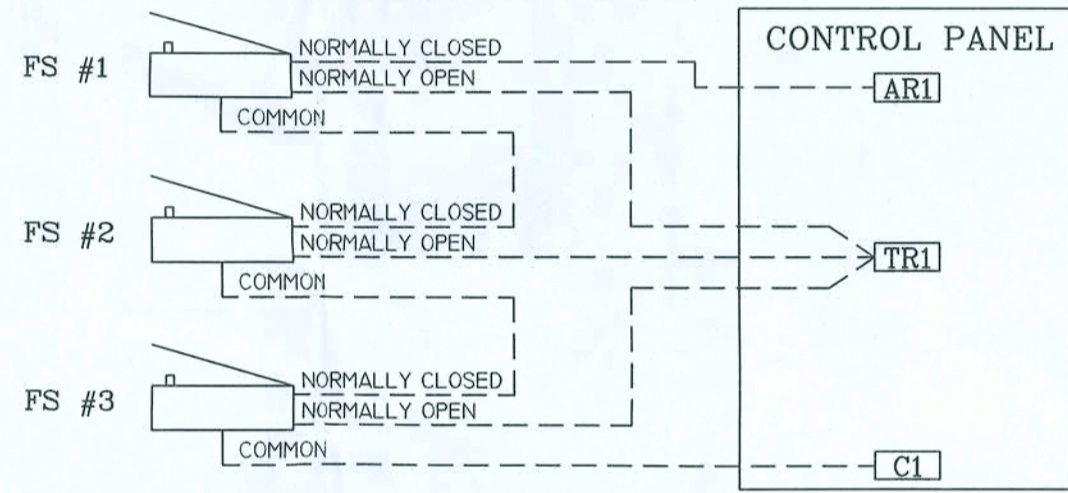 CONTROL PANEL
FS #1
NORMALLY CLOSED
NORMALLY OPEN
COMMON
AR1
FS #2
NORMALLY CLOSED
NORMALLY OPEN
COMMON
TR1
FS #3
NORMALLY CLOSED
NORMALLY OPEN
COMMON
C1